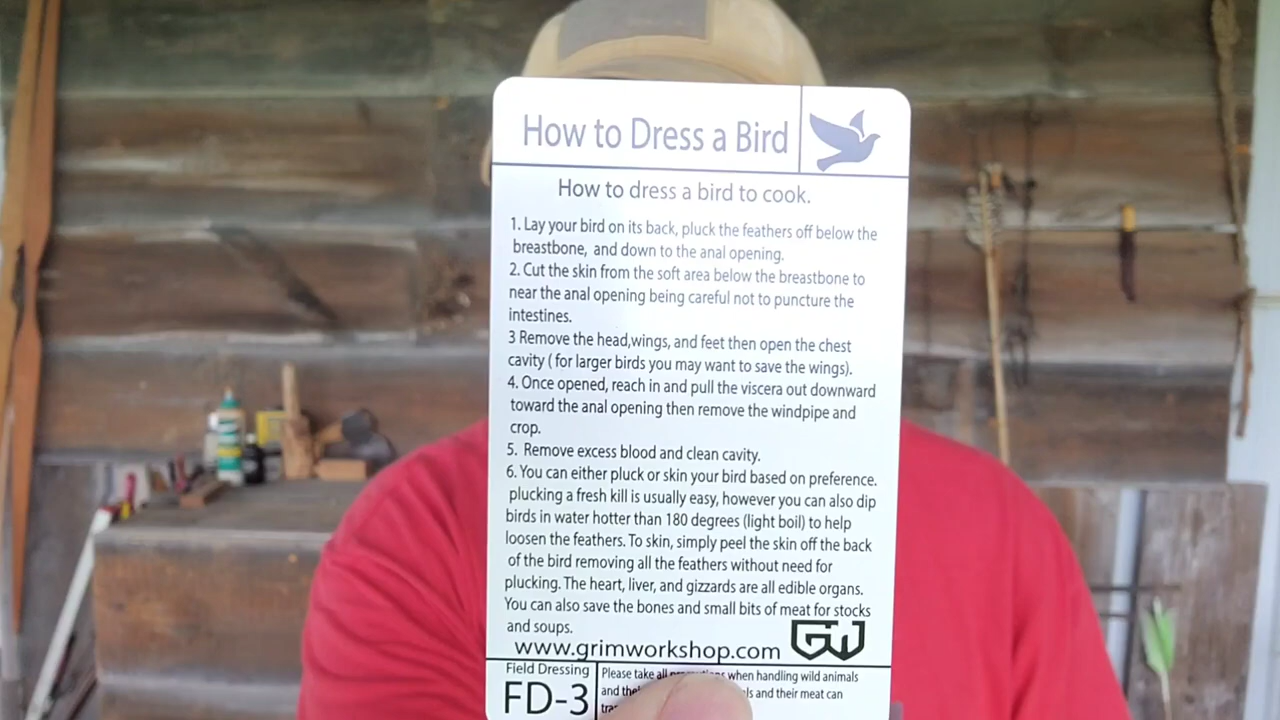 How to Dress a Bird
How to dress a bird to cook.
1. Lay your bird on its back, pluck the feathers off below the
breastbone, and down to the anal opening.
2. Cut the skin from the soft area below the breastbone to
near the anal opening being careful not to puncture the
intestines.
3 Remove the head,wings, and feet then open the chest
cavity ( for larger birds you may want to save the wings).
4. Once opened, reach in and pull the viscera out downward
toward the anal opening then remove the windpipe and
crop.
5. Remove excess blood and clean cavity.
6. You can either pluck or skin your bird based on preference.
plucking a fresh kill is usually easy, however you can also dip
birds in water hotter than 180 degrees (light boil) to help
loosen the feathers. To skin, simply peel the skin off the back
of the bird removing all the feathers without need for
plucking. The heart, liver, and gizzards are all edible organs.
You can also save the bones and small bits of meat for stocks
and soups.
www.grimworkshop.com GW
Field Dressing
FD-3
Please take all when handling wild animals
and their and their meat can